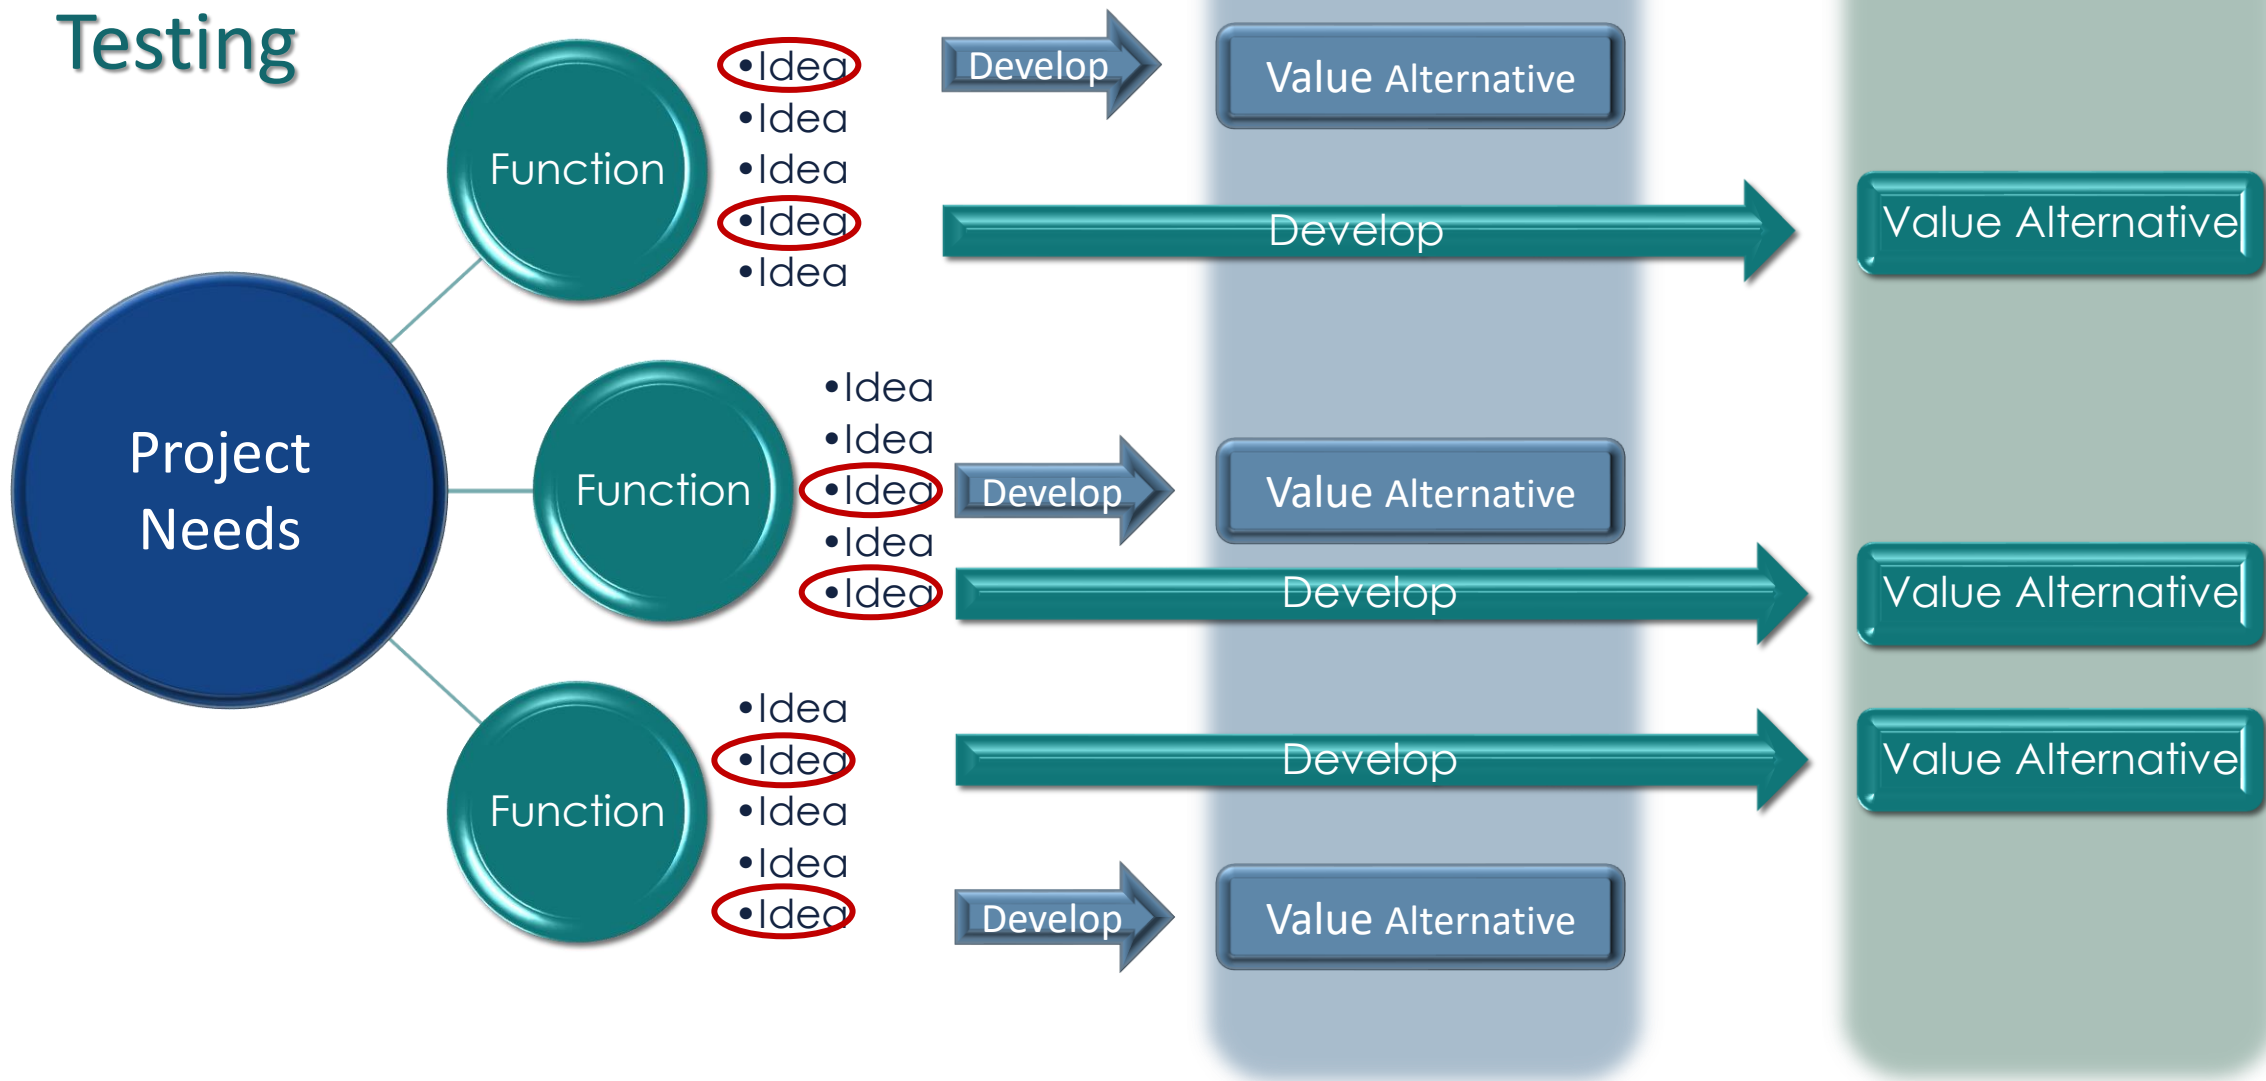 Testing
Function
•Idea
•Idea
•Idea
•Idea
•Idea
Develop
Value Alternative
Develop
Value Alternative
Project
Needs
Function
•Idea
•Idea
•Idea
•Idea
•Idea
Develop
Value Alternative
Develop
Value Alternative
Function
•Idea
•Idea
•Idea
•Idea
•Idea
Develop
Value Alternative
Develop
Value Alternative